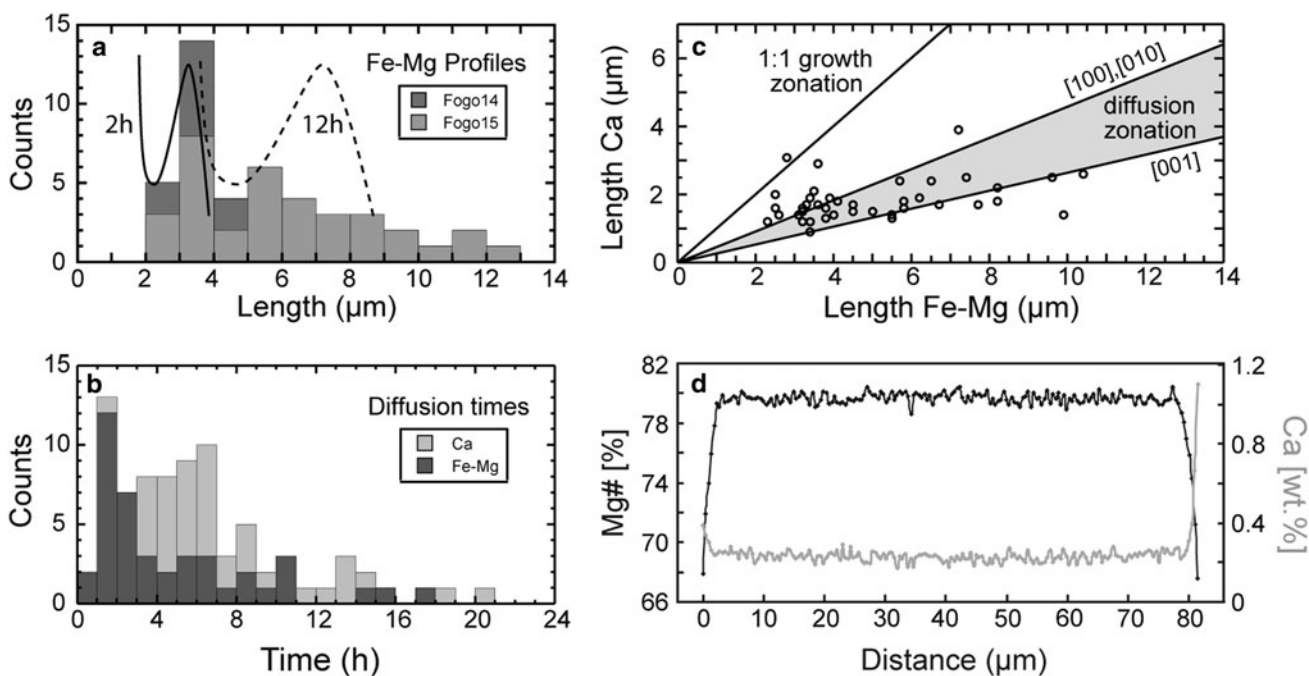 a
Fe-Mg Profiles
Fogo14
Fogo15
2h
12h
Counts
15
10
5
0
0 2 4 6 8 10 12 14
Length (μm)
b
Diffusion times
Ca
Fe-Mg
Counts
15
10
5
0
0 4 8 12 16 20 24
Time (h)
c
1:1 growth
zonation
[100],[010]
diffusion
zonation
[001]
Length Ca (μm)
6
4
2
0
0 2 4 6 8 10 12 14
Length Fe-Mg (μm)
d
Mg# [%]
82
78
74
70
66
Ca [wt.%]
1.2
0.8
0.4
0
0 10 20 30 40 50 60 70 80
Distance (μm)